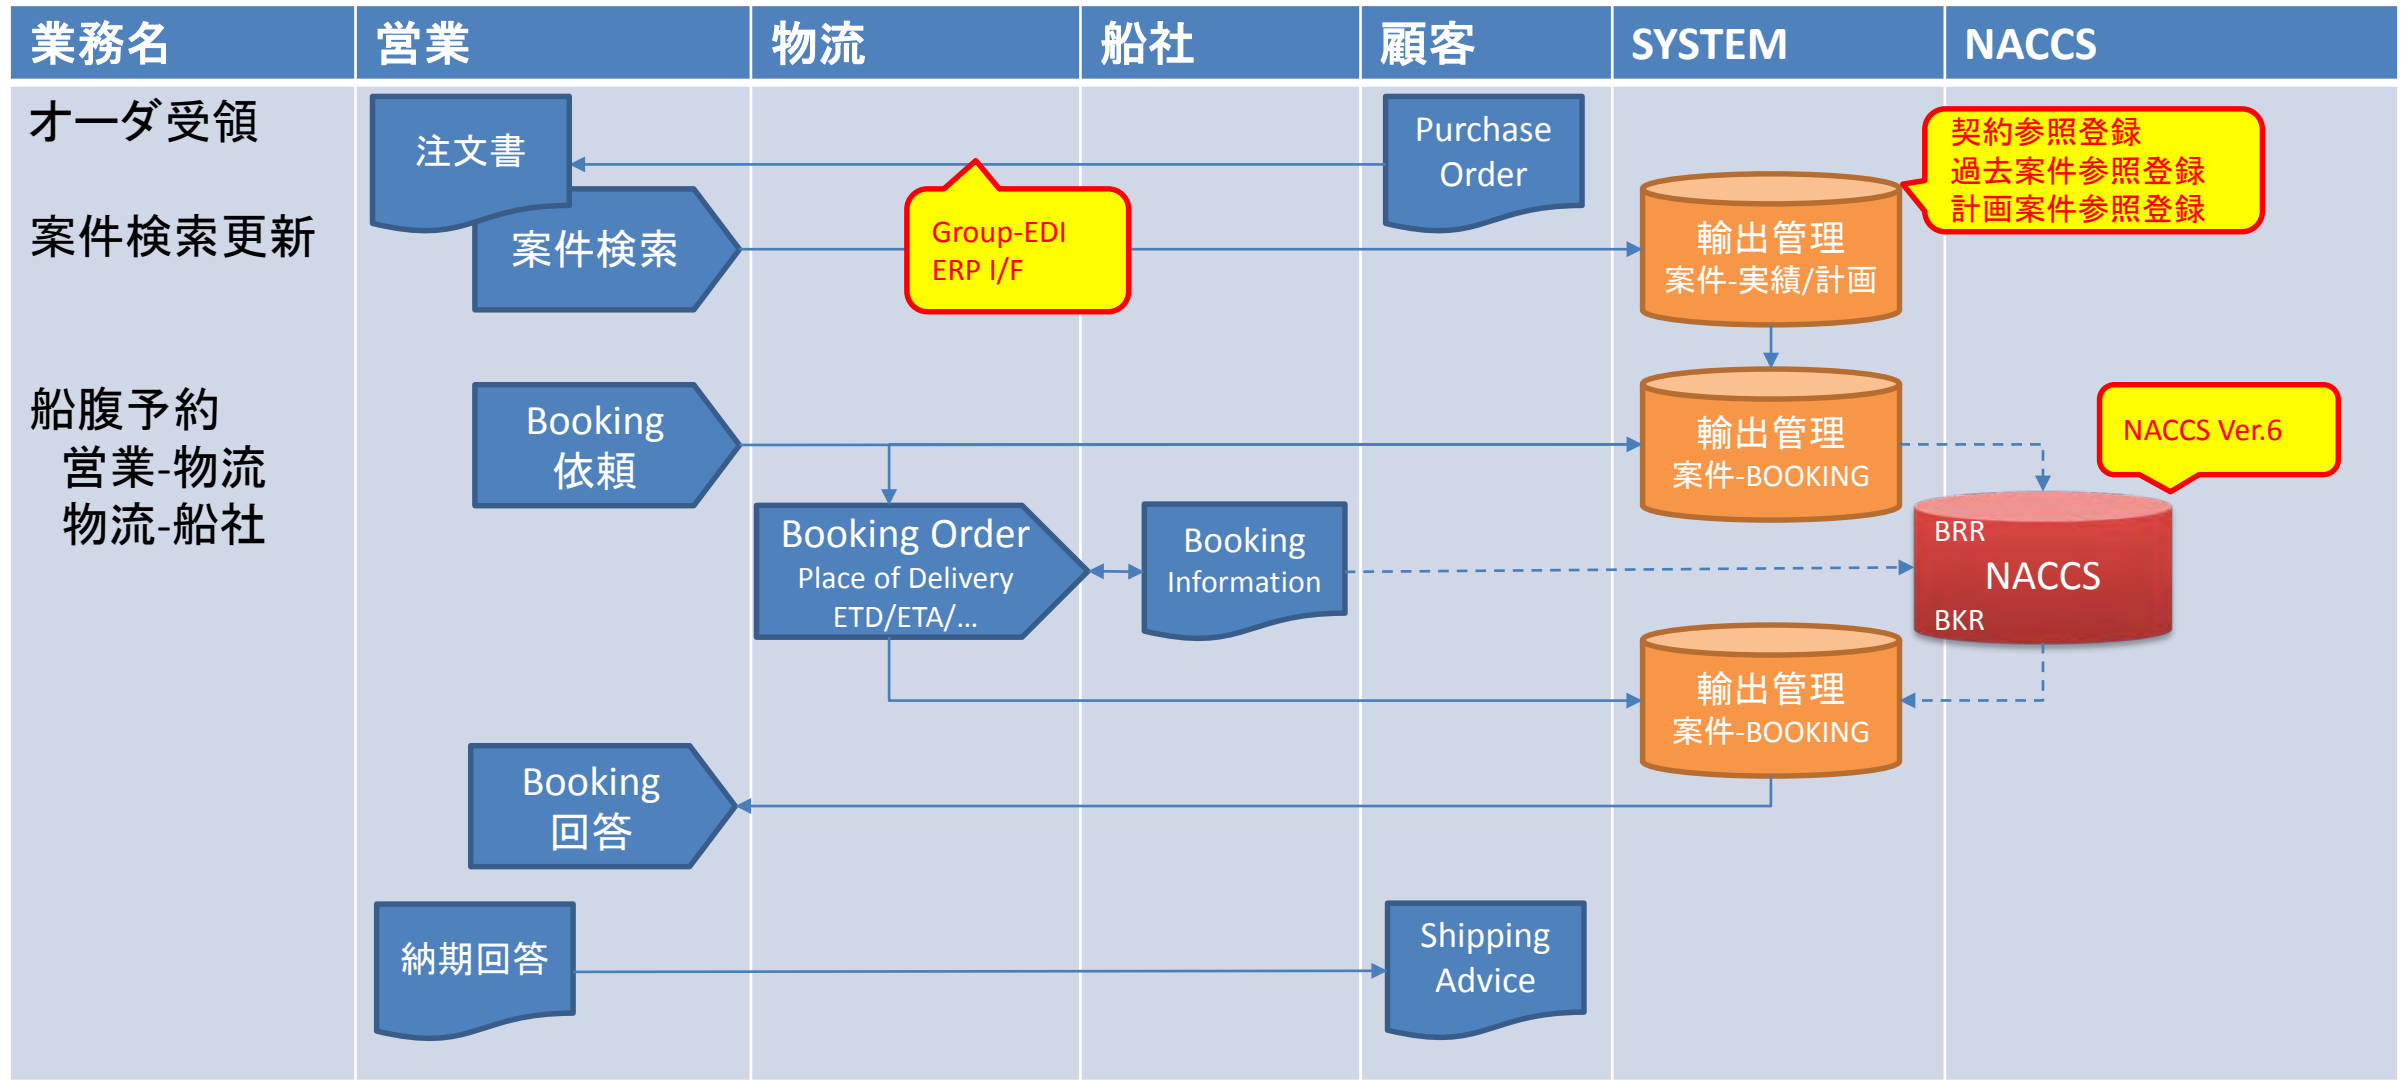 業務名
営業
物流
船社
顧客
SYSTEM
NACCS
オーダ受領
注文書
Purchase
Order
契約参照登録
過去案件参照登録
計画案件参照登録
案件検索更新
案件検索
Group-EDI
ERP I/F
輸出管理
案件-実績/計画
船腹予約
営業-物流
物流-船社
Booking
依頼
輸出管理
案件-BOOKING
NACCS Ver.6
Booking Order
Place of Delivery
ETD/ETA/…
Booking
Information
BRR
NACCS
BKR
輸出管理
案件-BOOKING
Booking
回答
納期回答
Shipping
Advice